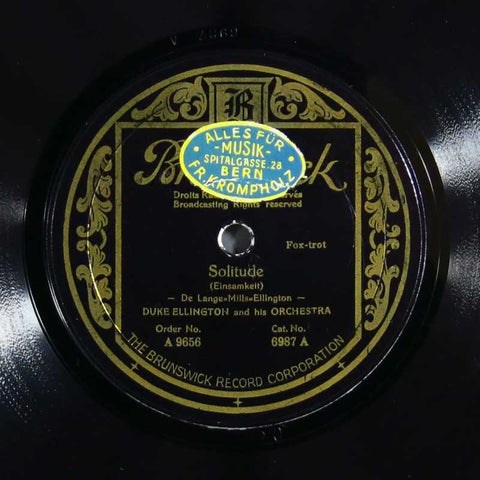 6987 A
B
ALLES FÜR
-MUSIK-
SPITALGASSE.28
BERN
FR.KROMPHOLZ
Broadcasting Rights reserved
Fox-trot
Solitude
(Einsamkeit)
- De Lange=Mills=Ellington -
DUKE ELLINGTON and his ORCHESTRA
Order No. Cat. No.
A 9656 6987 A
THE BRUNSWICK RECORD CORPORATION